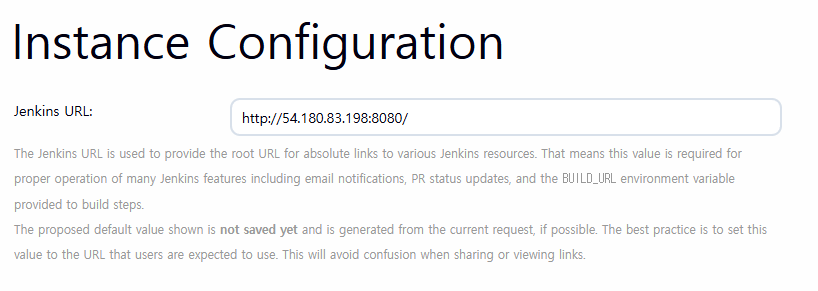 Instance Configuration
Jenkins URL:
http://54.180.83.198:8080/
The Jenkins URL is used to provide the root URL for absolute links to various Jenkins resources. That means this value is required for
proper operation of many Jenkins features including email notifications, PR status updates, and the BUILD_URL environment variable
provided to build steps.
The proposed default value shown is not saved yet and is generated from the current request, if possible. The best practice is to set this
value to the URL that users are expected to use. This will avoid confusion when sharing or viewing links.